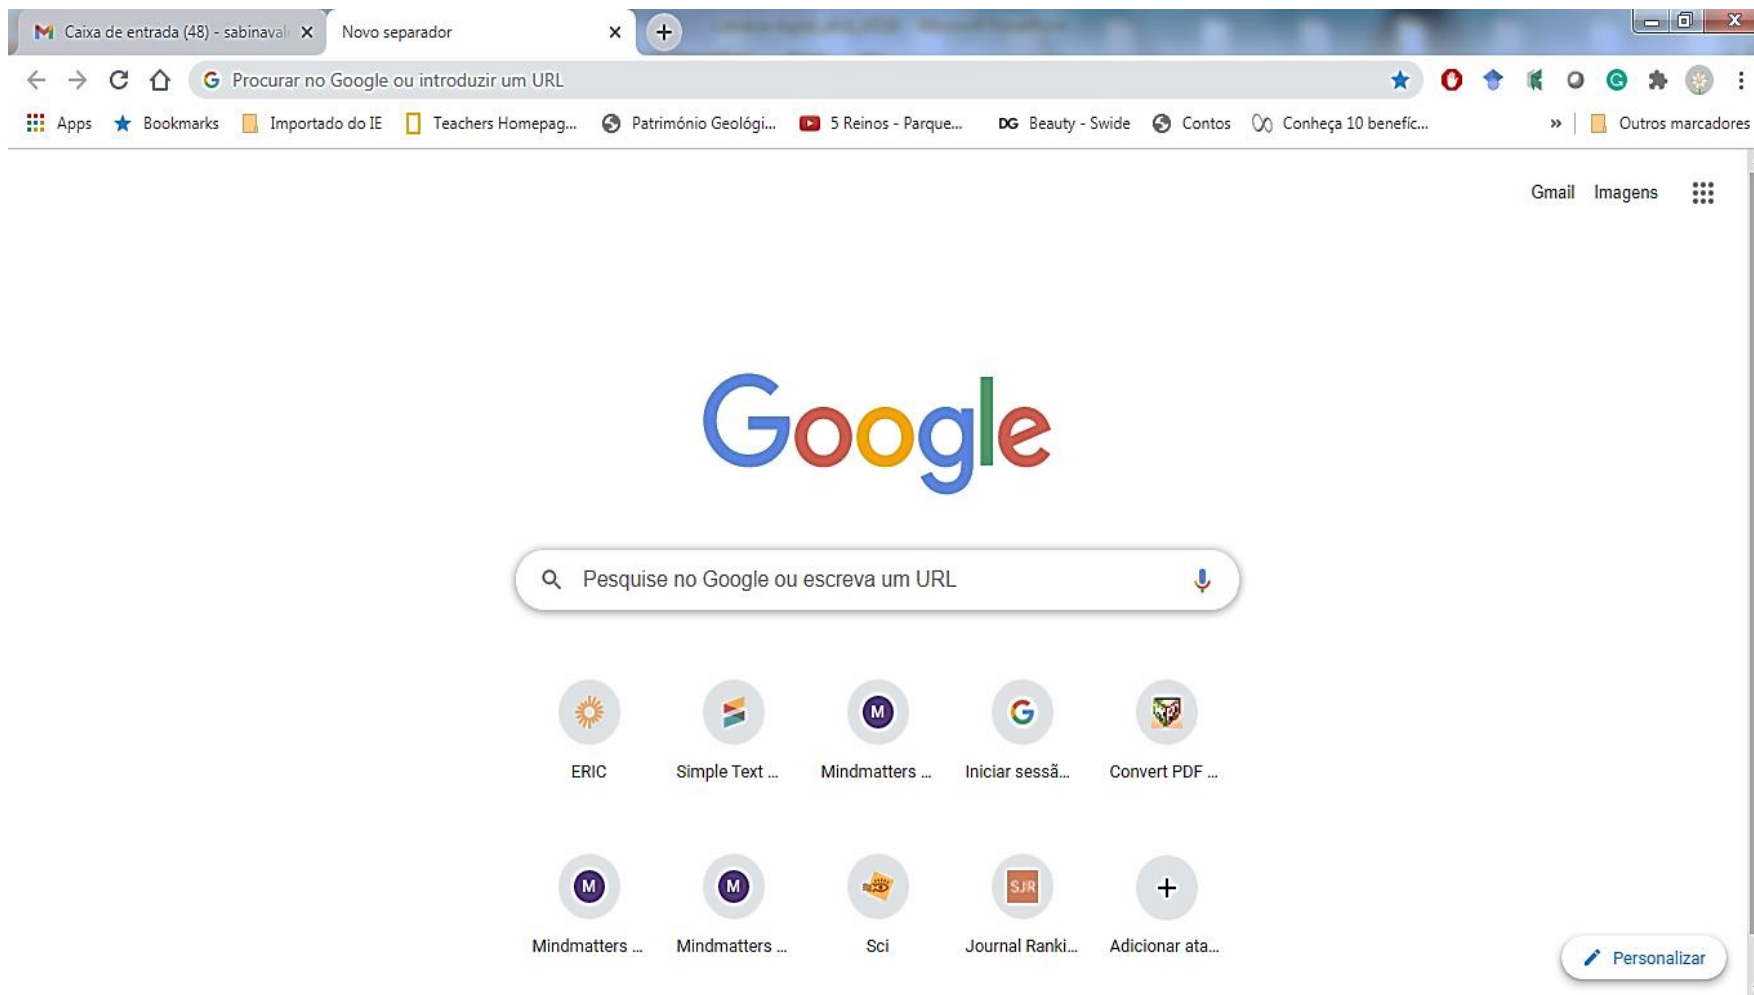 Caixa de entrada (48) - sabinaval
Novo separador
Procurar no Google ou introduzir um URL
Apps Bookmarks Importado do IE Teachers Homepag... Património Geológi... 5 Reinos - Parque... DG Beauty - Swide Contos Conheça 10 benefíc... » Outros marcadores
Gmail Imagens
Google
Pesquise no Google ou escreva um URL
ERIC Simple Text ... Mindmatters ... Iniciar sessã... Convert PDF ...
Mindmatters ... Mindmatters ... Sci Journal Ranki... Adicionar ata...
M M M SJR
Personalizar